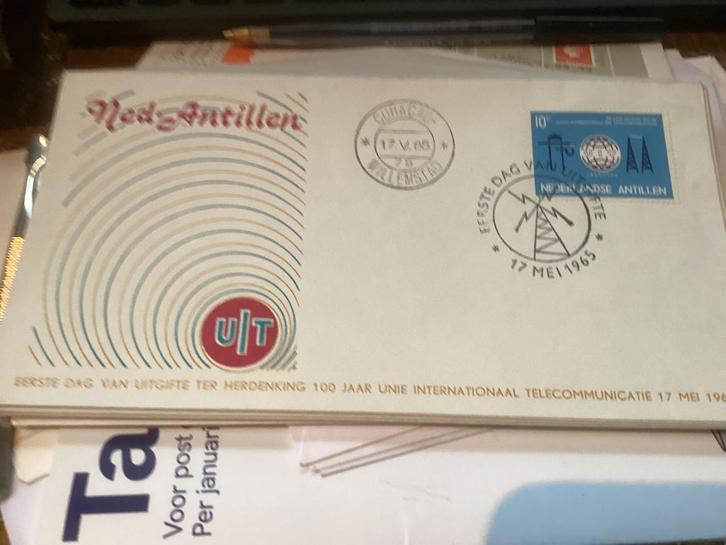 Ned. Antillen
CURAÇAO
17.V.65
WILLEMSTAD
10c
NEDERLANDSE ANTILLEN
EERSTE DAG VAN UITGIFTE
17 MEI 1965
U|T
EERSTE DAG VAN UITGIFTE TER HERDENKING 100 JAAR UNIE INTERNATIONAAL TELECOMMUNICATIE 17 MEI 196
Ta
Voor post
Per januari